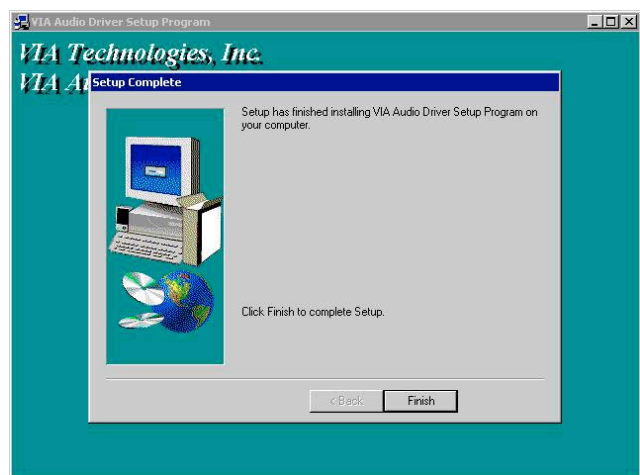 VIA Audio Driver Setup Program
VIA Technologies, Inc.
VIA A
Setup Complete
Setup has finished installing VIA Audio Driver Setup Program on
your computer.
Click Finish to complete Setup.
< Back
Finish